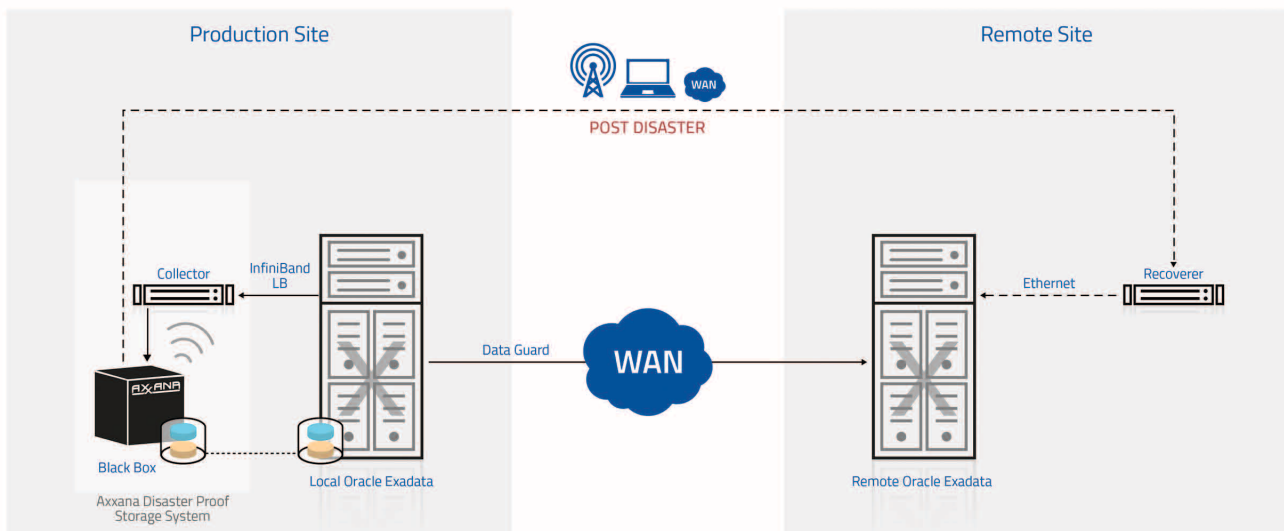 Production Site
Remote Site
WAN
POST DISASTER
Collector
InfiniBand
LB
Ethernet
Recoverer
Data Guard
WAN
AXXANA
Black Box
Local Oracle Exadata
Remote Oracle Exadata
Axxana Disaster Proof
Storage System